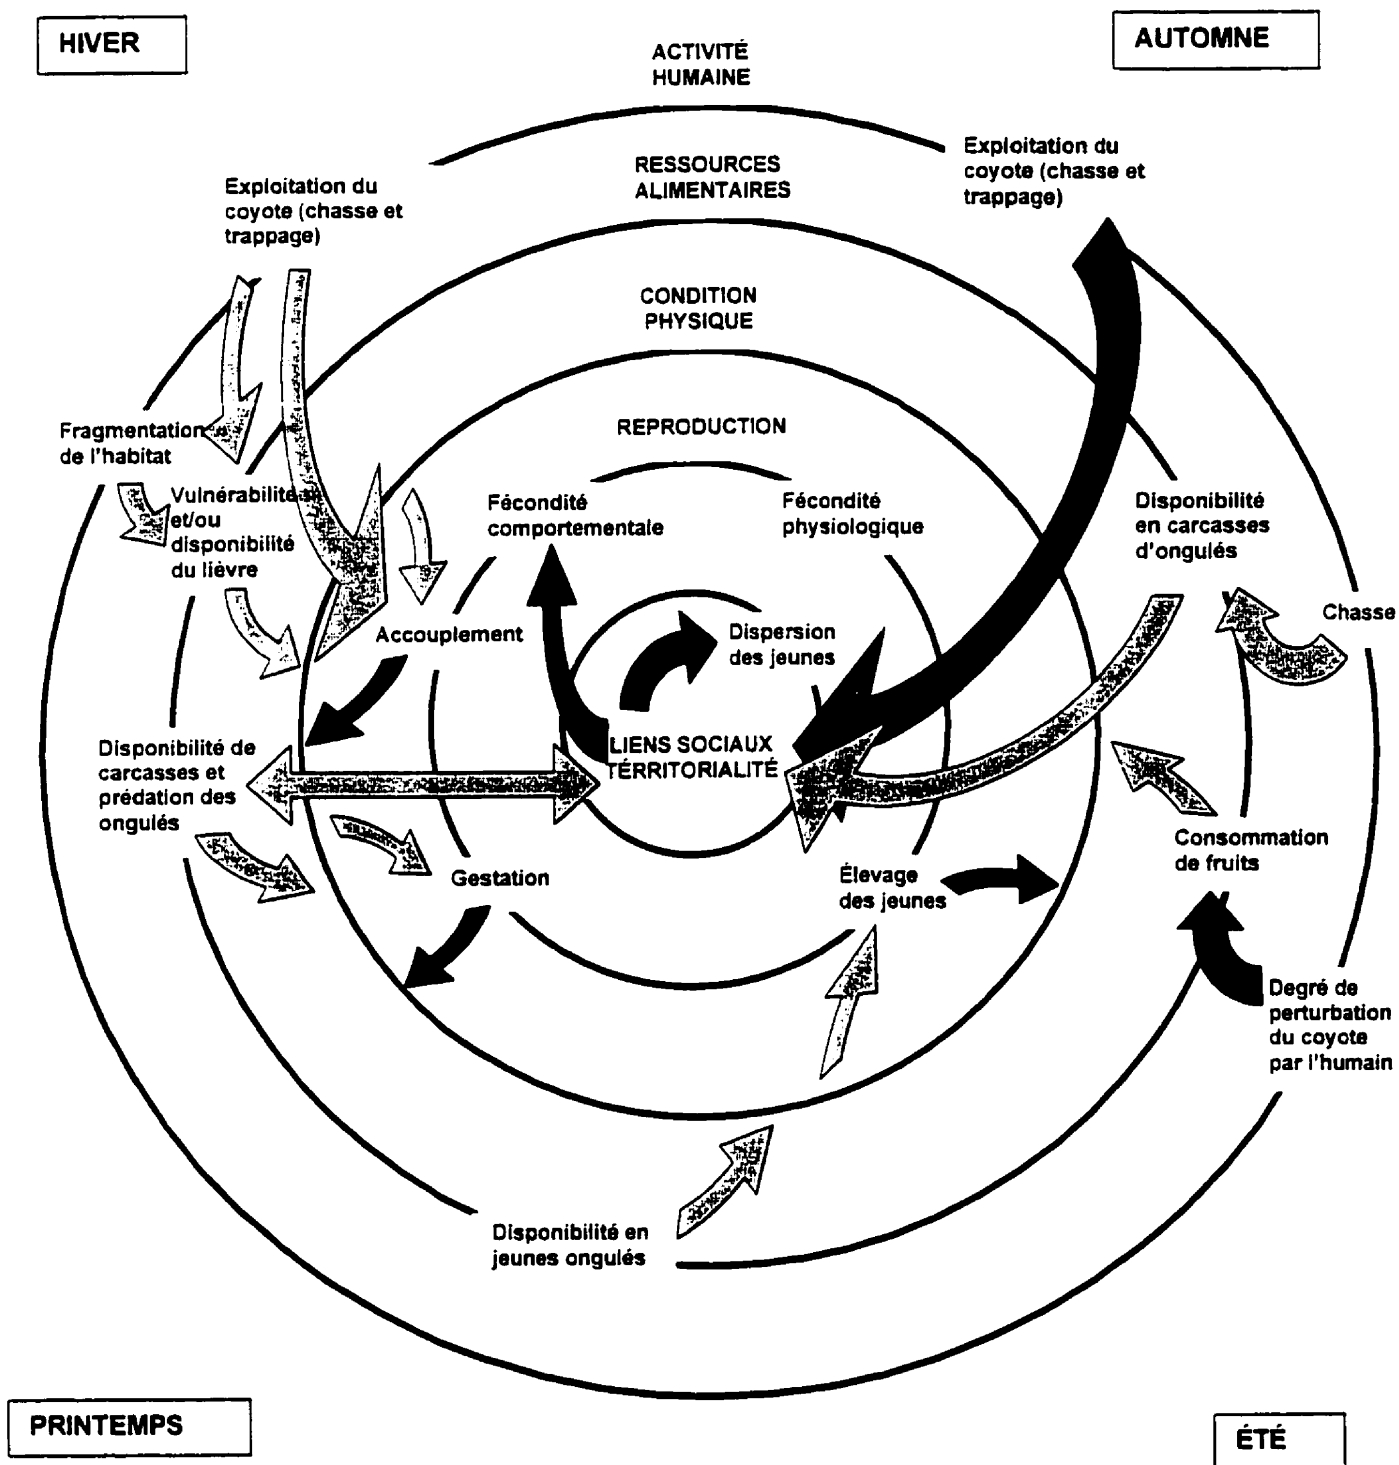 HIVER
AUTOMNE
ACTIVITÉ
HUMAINE
Exploitation du
coyote (chasse et
trappage)
RESSOURCES
ALIMENTAIRES
Exploitation du
coyote (chasse et
trappage)
CONDITION
PHYSIQUE
REPRODUCTION
Fragmentation
de l'habitat
Vulnérabilité
et/ou
disponibilité
du lièvre
Fécondité
comportementale
Fécondité
physiologique
Disponibilité
en carcasses
d'ongulés
Chasse
Accouplement
Dispersion
des jeunes
LIENS SOCIAUX
TÉRRITORIALITÉ
Disponibilité de
carcasses et
prédation des
ongulés
Gestation
Élevage
des jeunes
Consommation
de fruits
Degré de
perturbation
du coyote
par l'humain
Disponibilité en
jeunes ongulés
PRINTEMPS
ÉTÉ